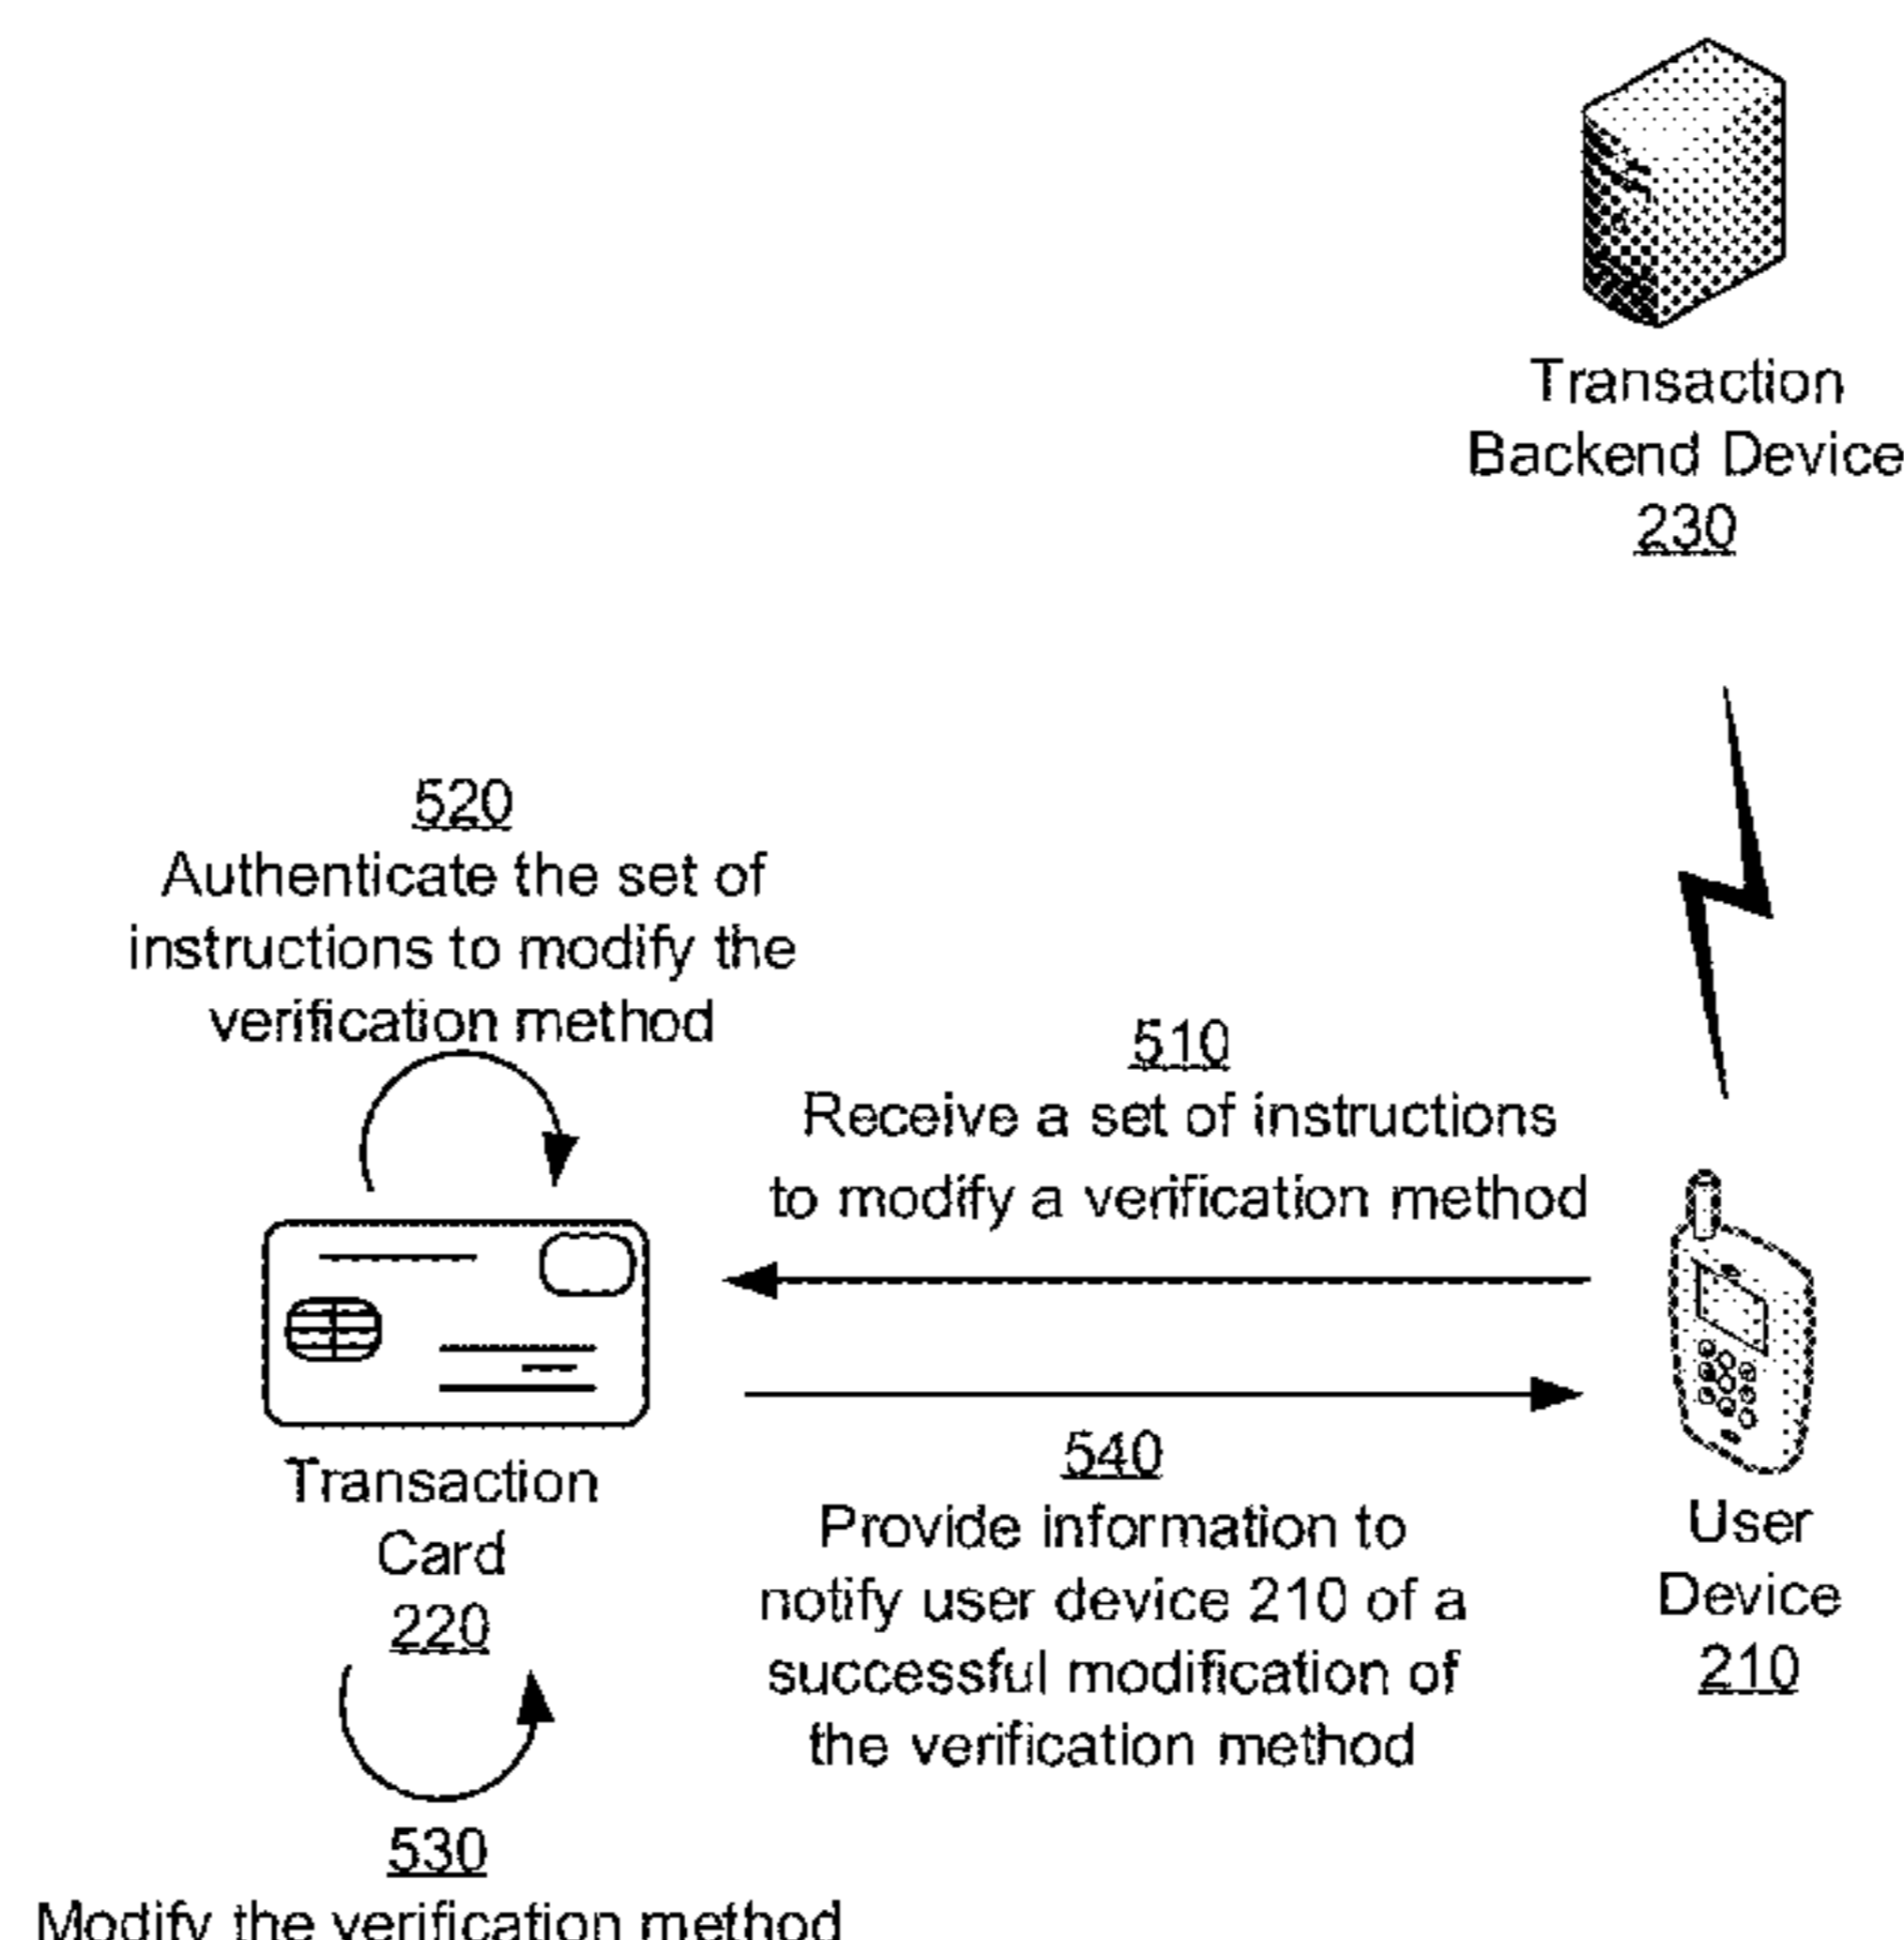 Transaction
Backend Device
230
520
Authenticate the set of
instructions to modify the
verification method
510
Receive a set of instructions
to modify a verification method
Transaction
Card
220
540
Provide information to
notify user device 210 of a
successful modification of
the verification method
User
Device
210
530
Modify the verification method